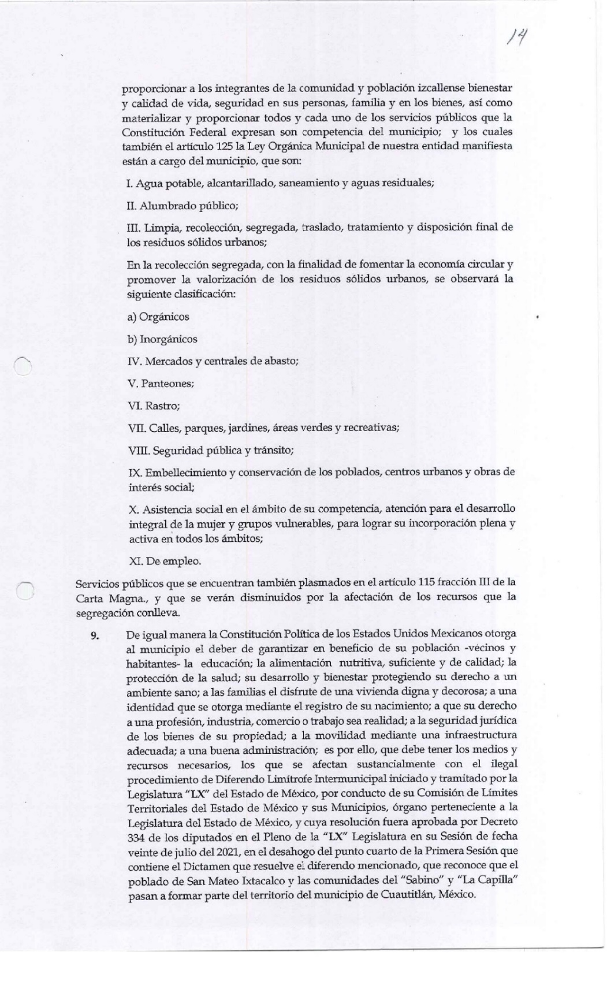 14
proporcionar a los integrantes de la comunidad y población izcallense bienestar
y calidad de vida, seguridad en sus personas, familia y en los bienes, así como
materializar y proporcionar todos y cada uno de los servicios públicos que la
Constitución Federal expresan son competencia del municipio; y los cuales
también el artículo 125 la Ley Orgánica Municipal de nuestra entidad manifiesta
están a cargo del municipio, que son:
I. Agua potable, alcantarillado, saneamiento y aguas residuales;
II. Alumbrado público;
III. Limpia, recolección, segregada, traslado, tratamiento y disposición final de
los residuos sólidos urbanos;
En la recolección segregada, con la finalidad de fomentar la economía circular y
promover la valorización de los residuos sólidos urbanos, se observará la
siguiente clasificación:
a) Orgánicos
b) Inorgánicos
IV. Mercados y centrales de abasto;
V. Panteones;
VI. Rastro;
VII. Calles, parques, jardines, áreas verdes y recreativas;
VIII. Seguridad pública y tránsito;
IX. Embellecimiento y conservación de los poblados, centros urbanos y obras de
interés social;
X. Asistencia social en el ámbito de su competencia, atención para el desarrollo
integral de la mujer y grupos vulnerables, para lograr su incorporación plena y
activa en todos los ámbitos;
XI. De empleo.
Servicios públicos que se encuentran también plasmados en el artículo 115 fracción III de la
Carta Magna., y que se verán disminuidos por la afectación de los recursos que la
segregación conlleva.
9. De igual manera la Constitución Política de los Estados Unidos Mexicanos otorga
al municipio el deber de garantizar en beneficio de su población -vecinos y
habitantes- la educación; la alimentación nutritiva, suficiente y de calidad; la
protección de la salud; su desarrollo y bienestar protegiendo su derecho a un
ambiente sano; a las familias el disfrute de una vivienda digna y decorosa; a una
identidad que se otorga mediante el registro de su nacimiento; a que su derecho
a una profesión, industria, comercio o trabajo sea realidad; a la seguridad jurídica
de los bienes de su propiedad; a la movilidad mediante una infraestructura
adecuada; a una buena administración; es por ello, que debe tener los medios y
recursos necesarios, los que se afectan sustancialmente con el ilegal
procedimiento de Diferendo Limítrofe Intermunicipal iniciado y tramitado por la
Legislatura "LX" del Estado de México, por conducto de su Comisión de Límites
Territoriales del Estado de México y sus Municipios, órgano perteneciente a la
Legislatura del Estado de México, y cuya resolución fuera aprobada por Decreto
334 de los diputados en el Pleno de la "LX" Legislatura en su Sesión de fecha
veinte de julio del 2021, en el desahogo del punto cuarto de la Primera Sesión que
contiene el Dictamen que resuelve el diferendo mencionado, que reconoce que el
poblado de San Mateo Ixtacalco y las comunidades del "Sabino" y "La Capilla"
pasan a formar parte del territorio del municipio de Cuautitlán, México.